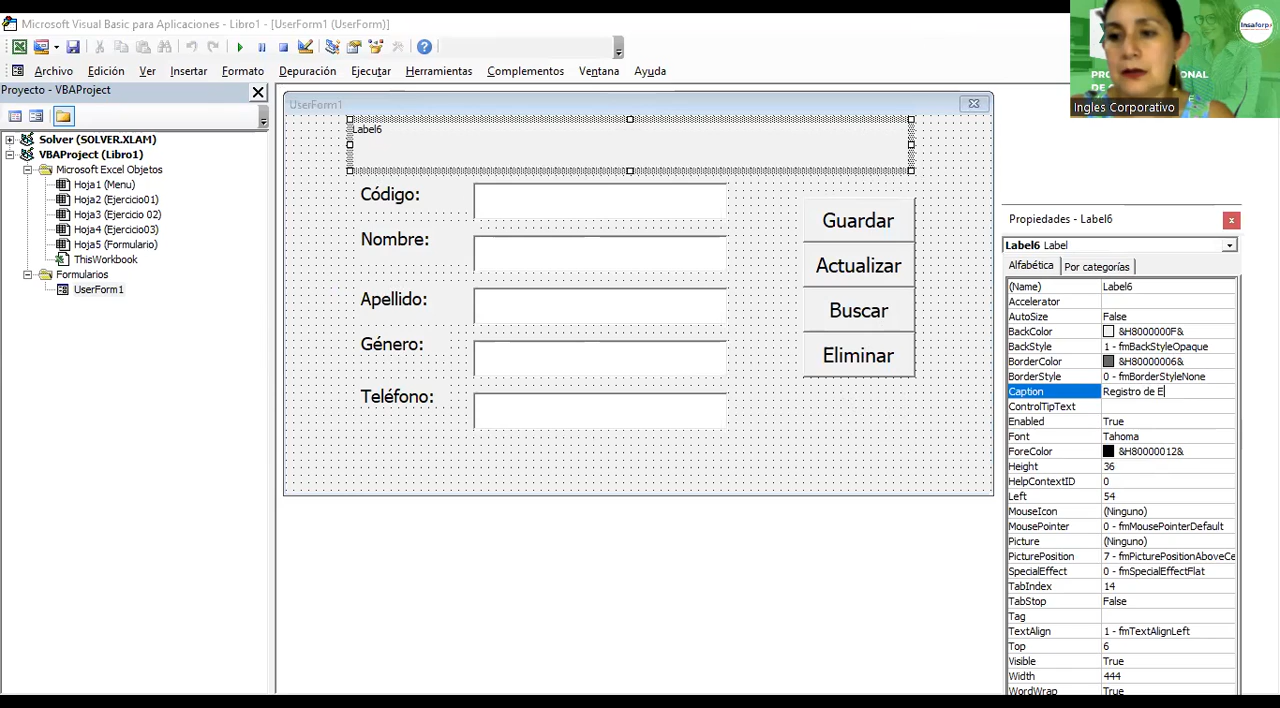 Microsoft Visual Basic para Aplicaciones - Libro1 - [UserForm1 (UserForm)]
Archivo Edición Ver Insertar Formato Depuración Ejecutar Herramientas Complementos Ventana Ayuda
Proyecto - VBAProject
Solver (SOLVER.XLAM)
VBAProject (Libro1)
Microsoft Excel Objetos
Hoja1 (Menu)
Hoja2 (Ejercicio01)
Hoja3 (Ejercicio 02)
Hoja4 (Ejercicio03)
Hoja5 (Formulario)
ThisWorkbook
Formularios
UserForm1
UserForm1
Label6
Código:
Nombre:
Apellido:
Género:
Teléfono:
Guardar
Actualizar
Buscar
Eliminar
Insaforp
Ingles Corporativo
Propiedades - Label6
Label6 Label
Alfabética Por categorías
(Name) Label6
Accelerator
AutoSize False
BackColor &H8000000F&
BackStyle 1 - fmBackStyleOpaque
BorderColor &H80000006&
BorderStyle 0 - fmBorderStyleNone
Caption Registro de E
ControlTipText
Enabled True
Font Tahoma
ForeColor &H80000012&
Height 36
HelpContextID 0
Left 54
MouseIcon (Ninguno)
MousePointer 0 - fmMousePointerDefault
Picture (Ninguno)
PicturePosition 7 - fmPicturePositionAboveCe
SpecialEffect 0 - fmSpecialEffectFlat
TabIndex 14
TabStop False
Tag
TextAlign 1 - fmTextAlignLeft
Top 6
Visible True
Width 444
WordWrap True